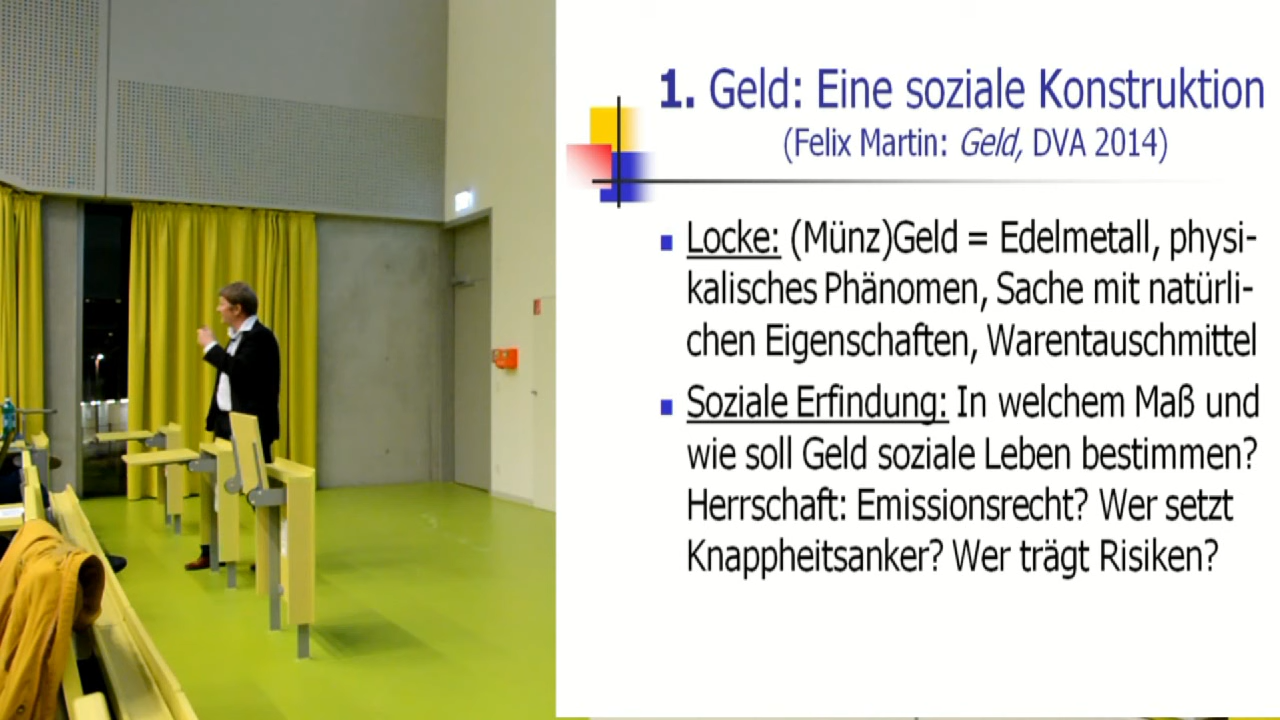 1. Geld: Eine soziale Konstruktion
(Felix Martin: Geld, DVA 2014)
Locke: (Münz)Geld = Edelmetall, physi-
kalisches Phänomen, Sache mit natürli-
chen Eigenschaften, Warentauschmittel
Soziale Erfindung: In welchem Maß und
wie soll Geld soziale Leben bestimmen?
Herrschaft: Emissionsrecht? Wer setzt
Knappheitsanker? Wer trägt Risiken?